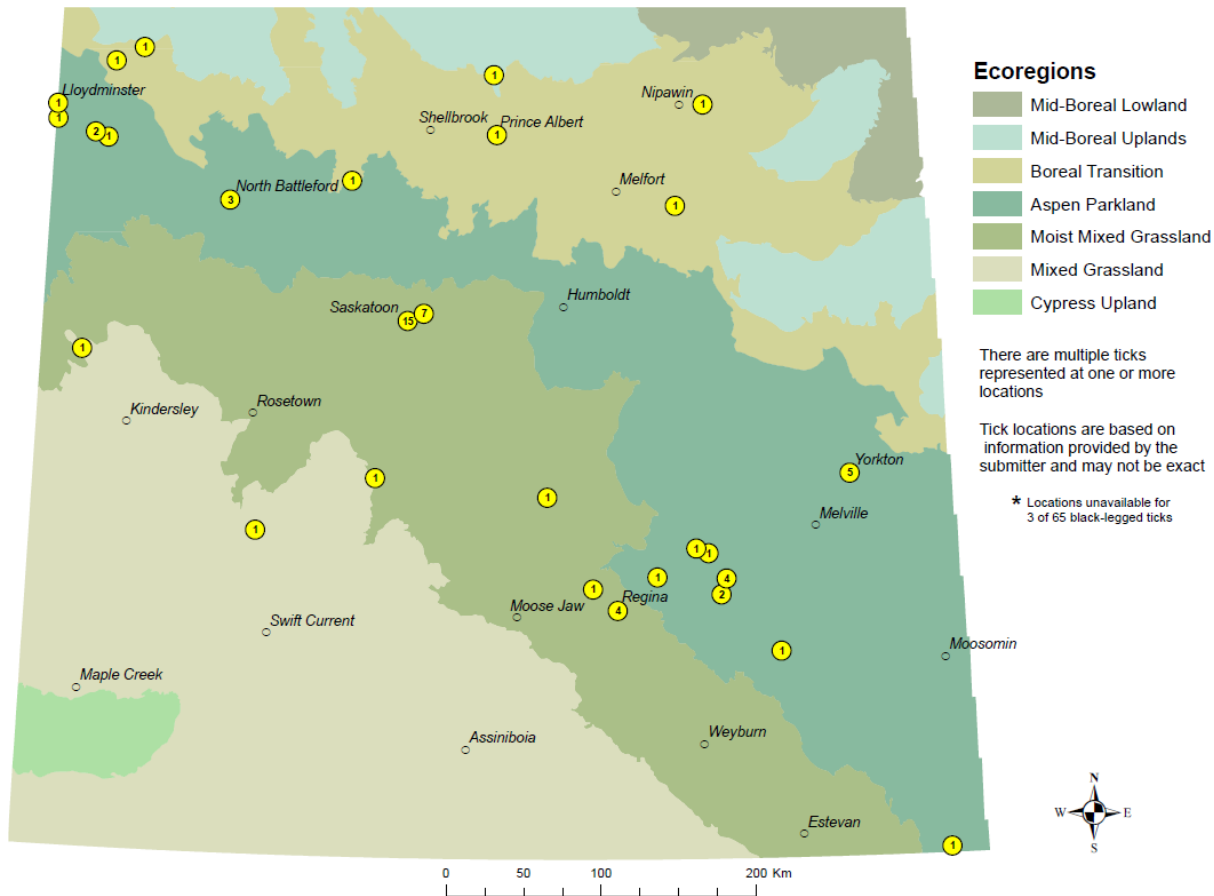 1
1
1
Lloydminster
1
1
2
1
Nipawin
1
Shellbrook
Prince Albert
1
North Battleford
1
3
Melfort
1
Humboldt
Saskatoon
7
15
1
Rosetown
Kindersley
Yorkton
5
1
1
Melville
1
1
1
1
4
1
2
Moose Jaw
Regina
4
Swift Current
1
Moosomin
Maple Creek
Assiniboia
Weyburn
Estevan
1
Ecoregions
Mid-Boreal Lowland
Mid-Boreal Uplands
Boreal Transition
Aspen Parkland
Moist Mixed Grassland
Mixed Grassland
Cypress Upland
There are multiple ticks
represented at one or more
locations
Tick locations are based on
information provided by the
submitter and may not be exact
* Locations unavailable for
3 of 65 black-legged ticks
N
W E
S
0 50 100 200 Km